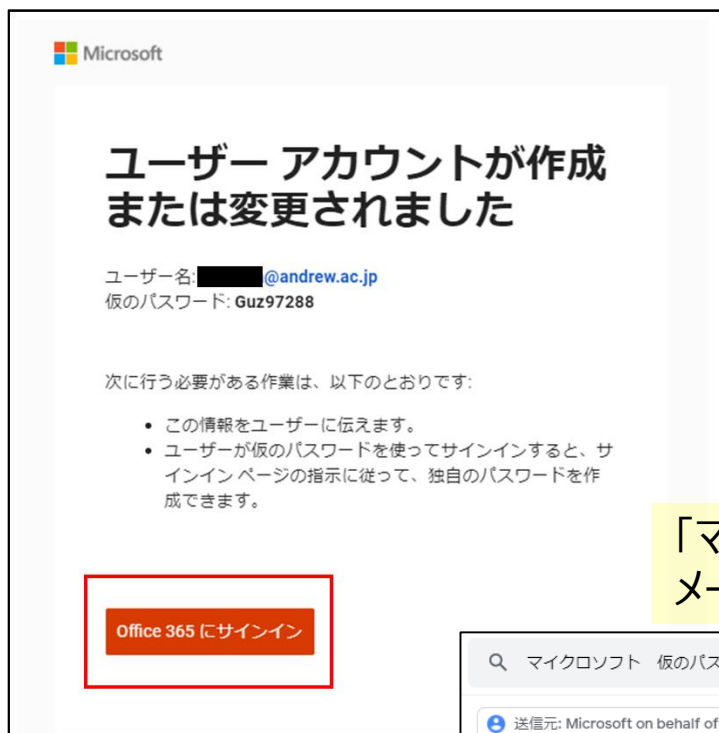 Microsoft
ユーザー アカウントが作成
または変更されました
ユーザー名: @andrew.ac.jp
仮のパスワード: Guz97288
次に行う必要がある作業は、以下のとおりです:
• この情報をユーザーに伝えます。
• ユーザーが仮のパスワードを使ってサインインすると、サ
インイン ページの指示に従って、独自のパスワードを作
成できます。
Office 365 にサインイン
「マ
メー
マイクロソフト 仮のパス
送信元: Microsoft on behalf of